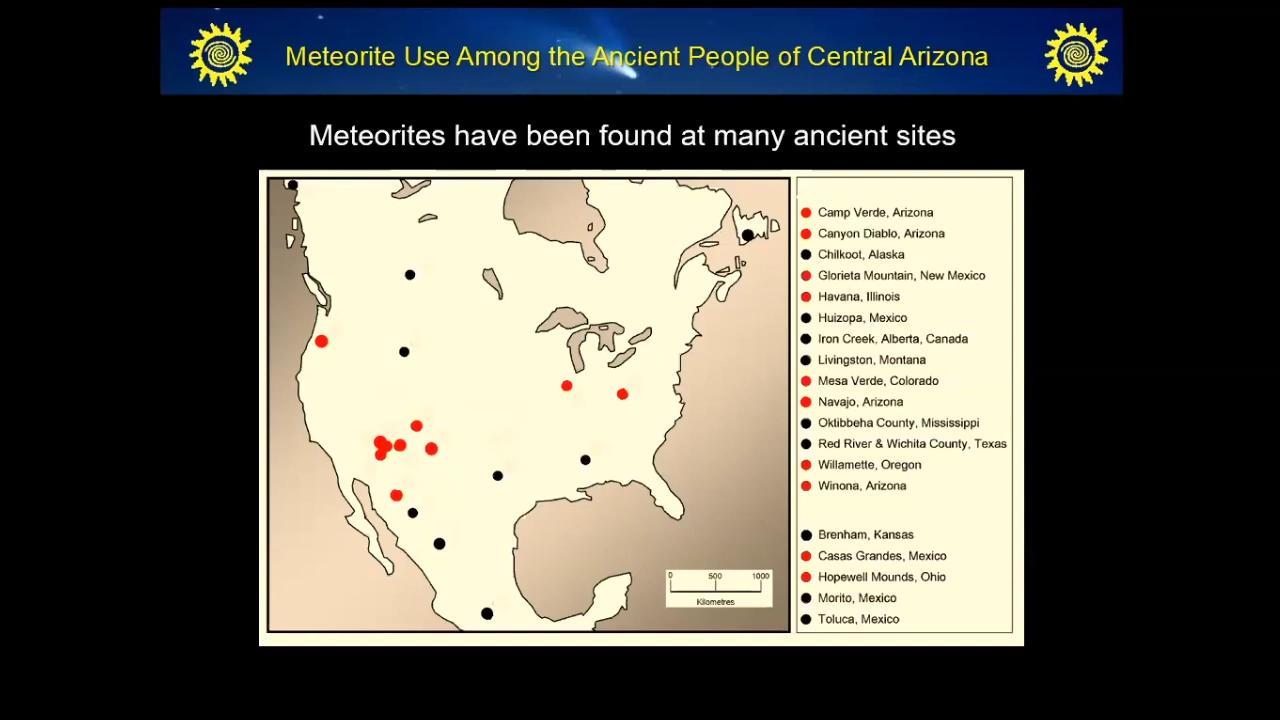 Meteorite Use Among the Ancient People of Central Arizona
Meteorites have been found at many ancient sites
Camp Verde, Arizona
Canyon Diablo, Arizona
Chilkoot, Alaska
Glorieta Mountain, New Mexico
Havana, Illinois
Huizopa, Mexico
Iron Creek, Alberta, Canada
Livingston, Montana
Mesa Verde, Colorado
Navajo, Arizona
Oktibbeha County, Mississippi
Red River & Wichita County, Texas
Willamette, Oregon
Winona, Arizona
Brenham, Kansas
Casas Grandes, Mexico
Hopewell Mounds, Ohio
Morito, Mexico
Toluca, Mexico
0 500 1000
Kilometres